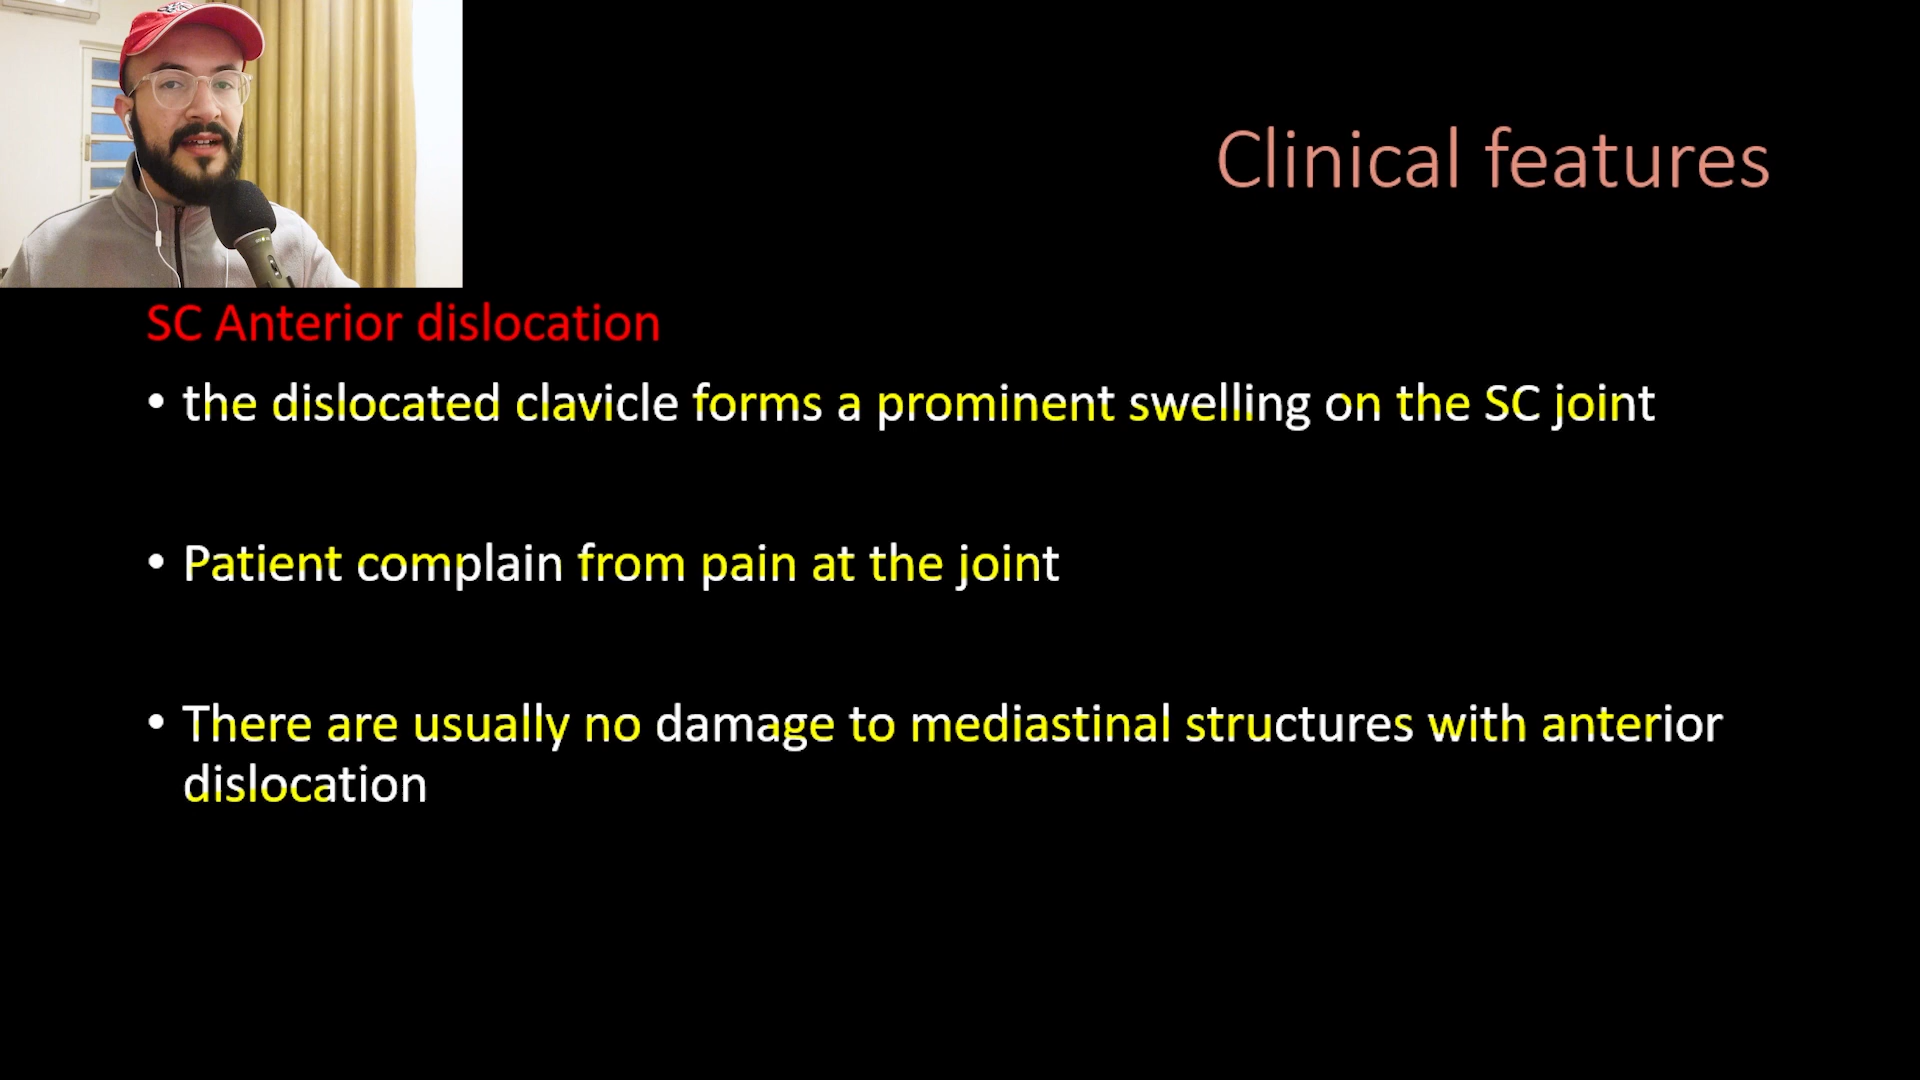 Clinical features
SC Anterior dislocation
• the dislocated clavicle forms a prominent swelling on the SC joint
• Patient complain from pain at the joint
• There are usually no damage to mediastinal structures with anterior
dislocation